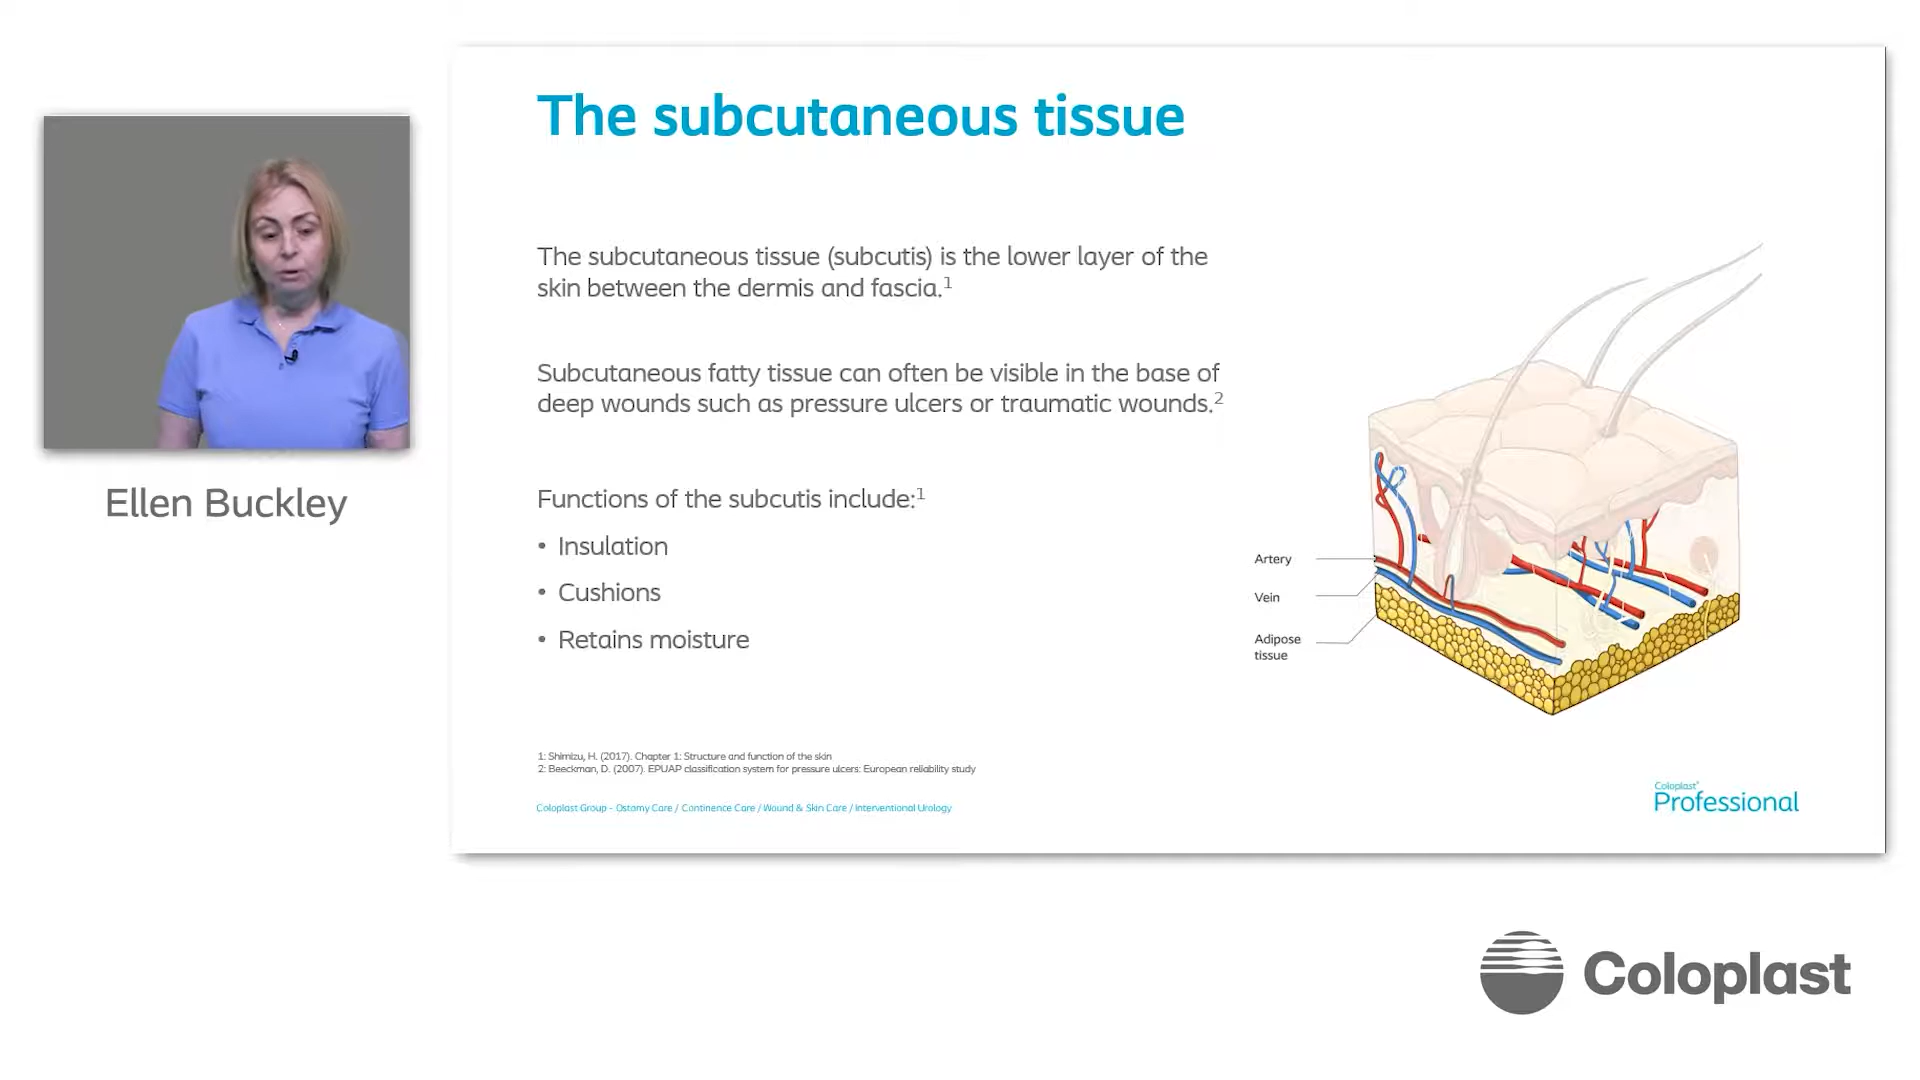 The subcutaneous tissue
The subcutaneous tissue (subcutis) is the lower layer of the
skin between the dermis and fascia.¹
Subcutaneous fatty tissue can often be visible in the base of
deep wounds such as pressure ulcers or traumatic wounds.²
Functions of the subcutis include:¹
• Insulation
• Cushions
• Retains moisture
Artery
Vein
Adipose
tissue
1: Shimizu, H. (2017). Chapter 1: Structure and function of the skin
2: Beeckman, D. (2007). EPUAP classification system for pressure ulcers: European reliability study
Coloplast Group - Ostomy Care / Continence Care / Wound & Skin Care / Interventional Urology
Coloplast®
Professional
Ellen Buckley
Coloplast